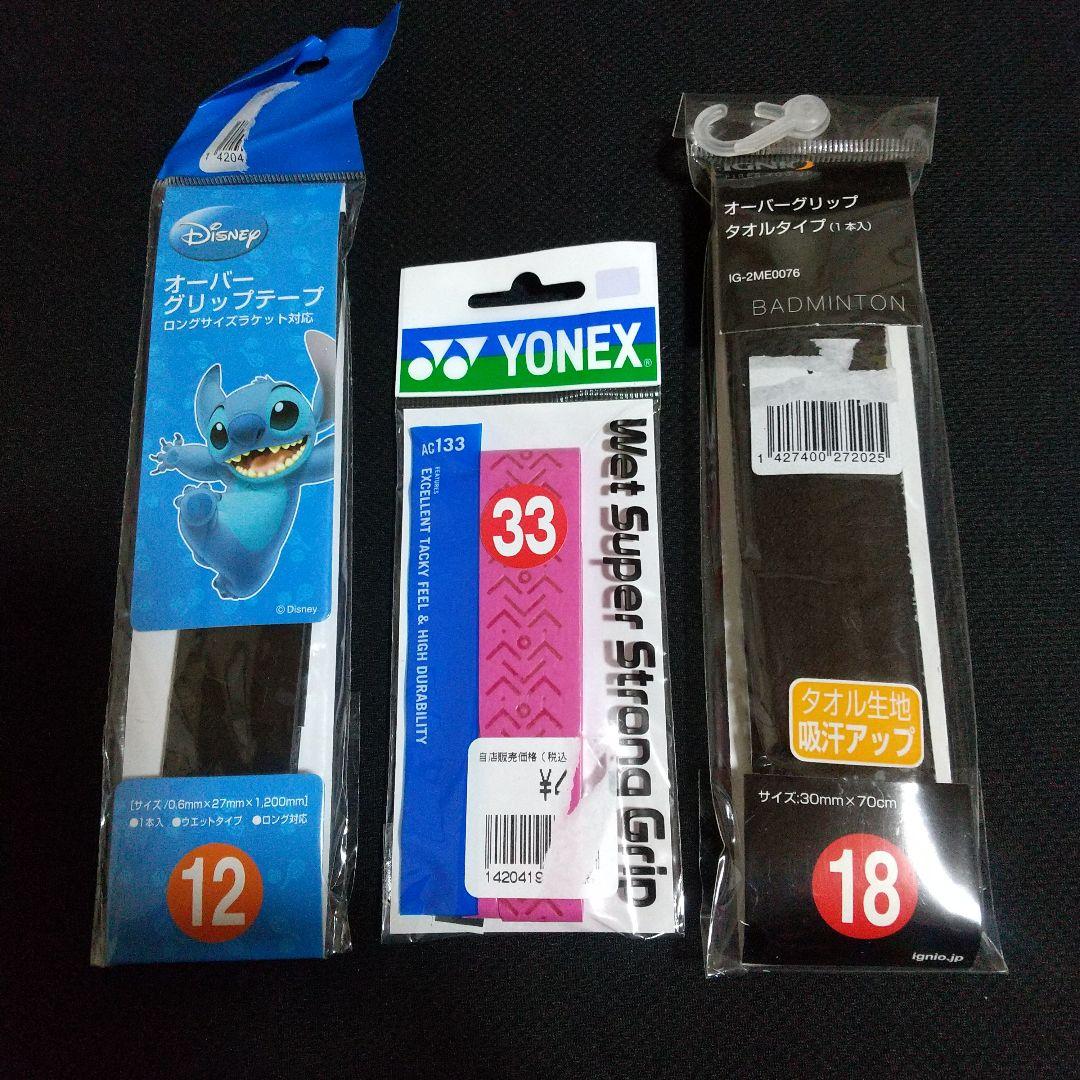 1 4204
DISNEY
オーバー
グリップテープ
ロングサイズラケット対応
© Disney
[サイズ/0.6mm×27mm×1,200mm]
●1本入 ●ウエットタイプ ●ロング対応
12
YONEX®
AC133
FEATURES
EXCELLENT TACKY FEEL & HIGH DURABILITY
33
Wet Super Strong Grip
自店販売価格(税込
¥
1420419
IGNIO
オーバーグリップ
タオルタイプ(1本入)
IG-2ME0076
BADMINTON
1 427400 272025
タオル生地
吸汗アップ
サイズ:30mm×70cm
18
ignio.jp